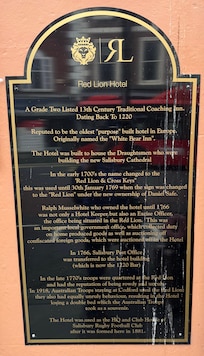 RL
Red Lion Hotel
A Grade Two Listed 13th Century Traditional Coaching Inn.
Dating Back To 1220
Reputed to be the oldest "purpose" built hotel in Europe.
Originally named the "White Bear Inn".
The Hotel was built to house the Draughtsmen who were
building the new Salisbury Cathedral
In the early 1700's the name changed to the
"Red Lion & Cross Keys"
this was used until 30th January 1769 when the sign was changed
to the "Red Lion" under the new ownership of Daniel Safe.
Ralph Musselwhite who owned the hotel until 1766
was not only a Hotel Keeper but also an Excise Officer,
the office being situated in the Red Lion. This was
an important local government office, which collected duty
on home produced goods as well as auctioning off
confiscated foreign goods, which were auctioned within the Hotel
In 1766, Salisbury Post Office
was transferred to the hotel building
(which is now the 1220 Bar)
In the late 1770's troops were quartered at the Red Lion
and had the reputation of being rowdy and unruly
In 1918, Australian Troops staying at Codford used the Red Lion
they also had equally unruly behaviour, resulting in the Hotel
losing a double bed which the Australian Troops
took as a souvenir.
The Hotel was used as the HQ and Club House of
Salisbury Rugby Football Club
after it was formed here in 1881.